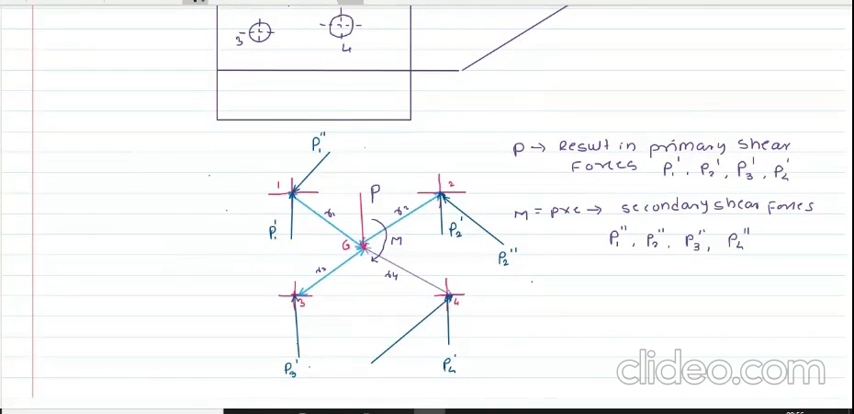 3
4
P1''
P → Result in primary shear
Forces P1', P2', P3', P4'
1
2
P
r1
r2
P1'
G
M
P2'
M = P×e → secondary shear Forces
P1'', P2'', P3'', P4''
P2''
r3
r4
3
4
P3'
P4'
clideo.com